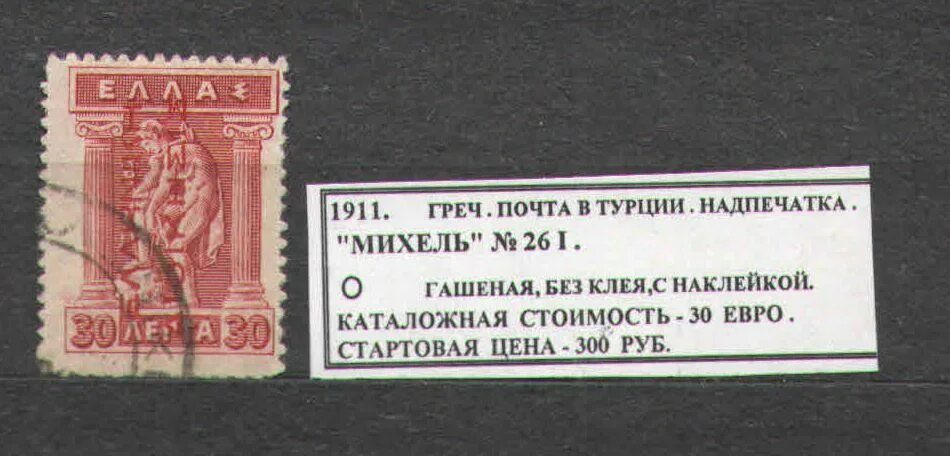 ΕΛΛΑΣ
30 ΛΕΠΤΑ 30
1911. ГРЕЧ. ПОЧТА В ТУРЦИИ. НАДПЕЧАТКА.
"МИХЕЛЬ" № 26 I.
О ГАШЕНАЯ, БЕЗ КЛЕЯ,С НАКЛЕЙКОЙ.
КАТАЛОЖНАЯ СТОИМОСТЬ - 30 ЕВРО.
СТАРТОВАЯ ЦЕНА - 300 РУБ.